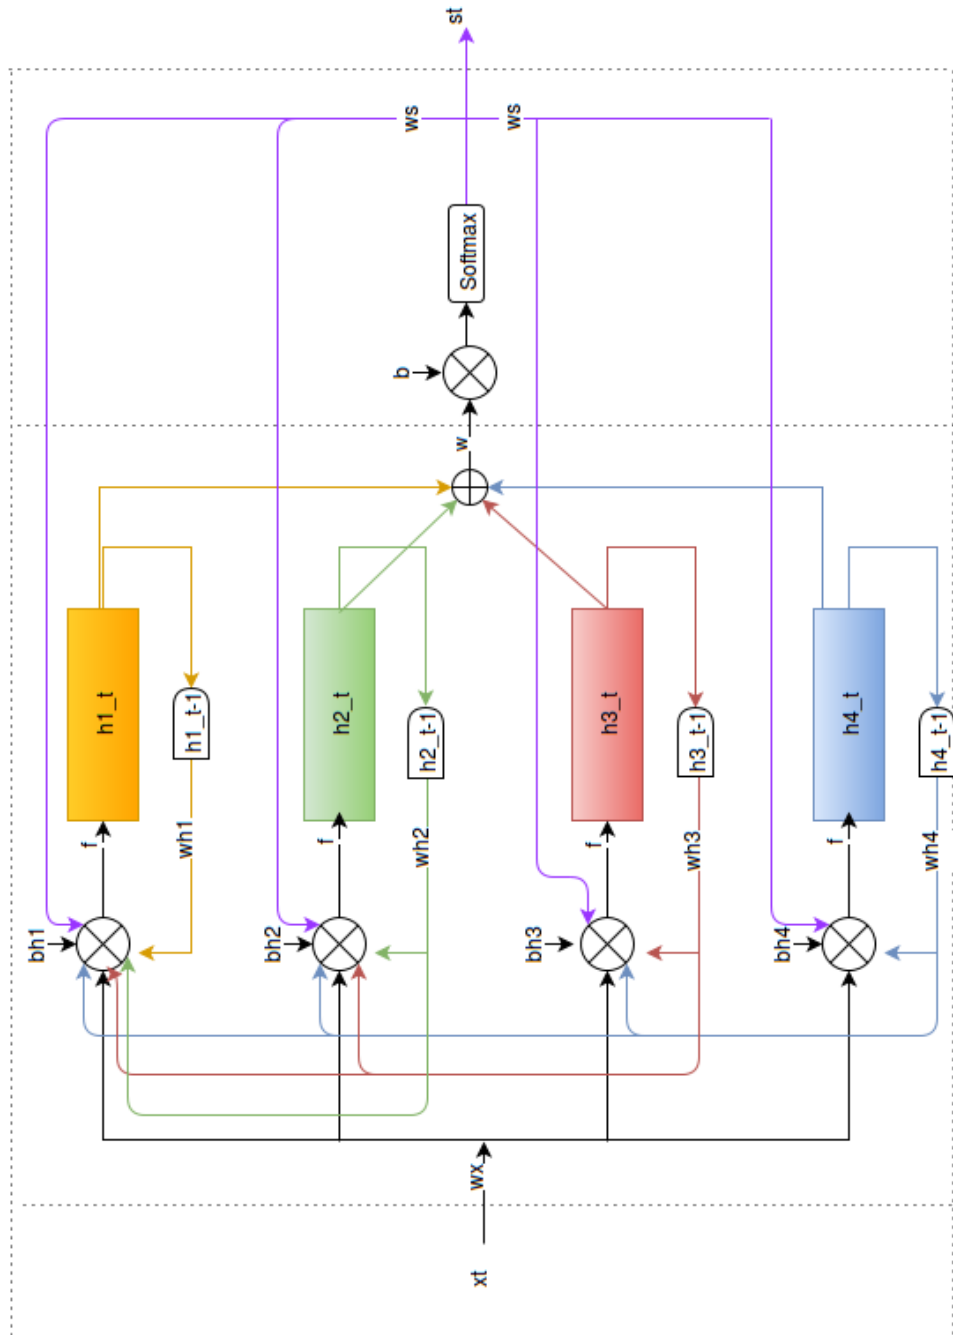 st
ws
ws
Softmax
b
w
h1_t
h2_t
h3_t
h4_t
h1_t-1
h2_t-1
h3_t-1
h4_t-1
f
f
f
f
wh1
wh2
wh3
wh4
bh1
bh2
bh3
bh4
wx
xt